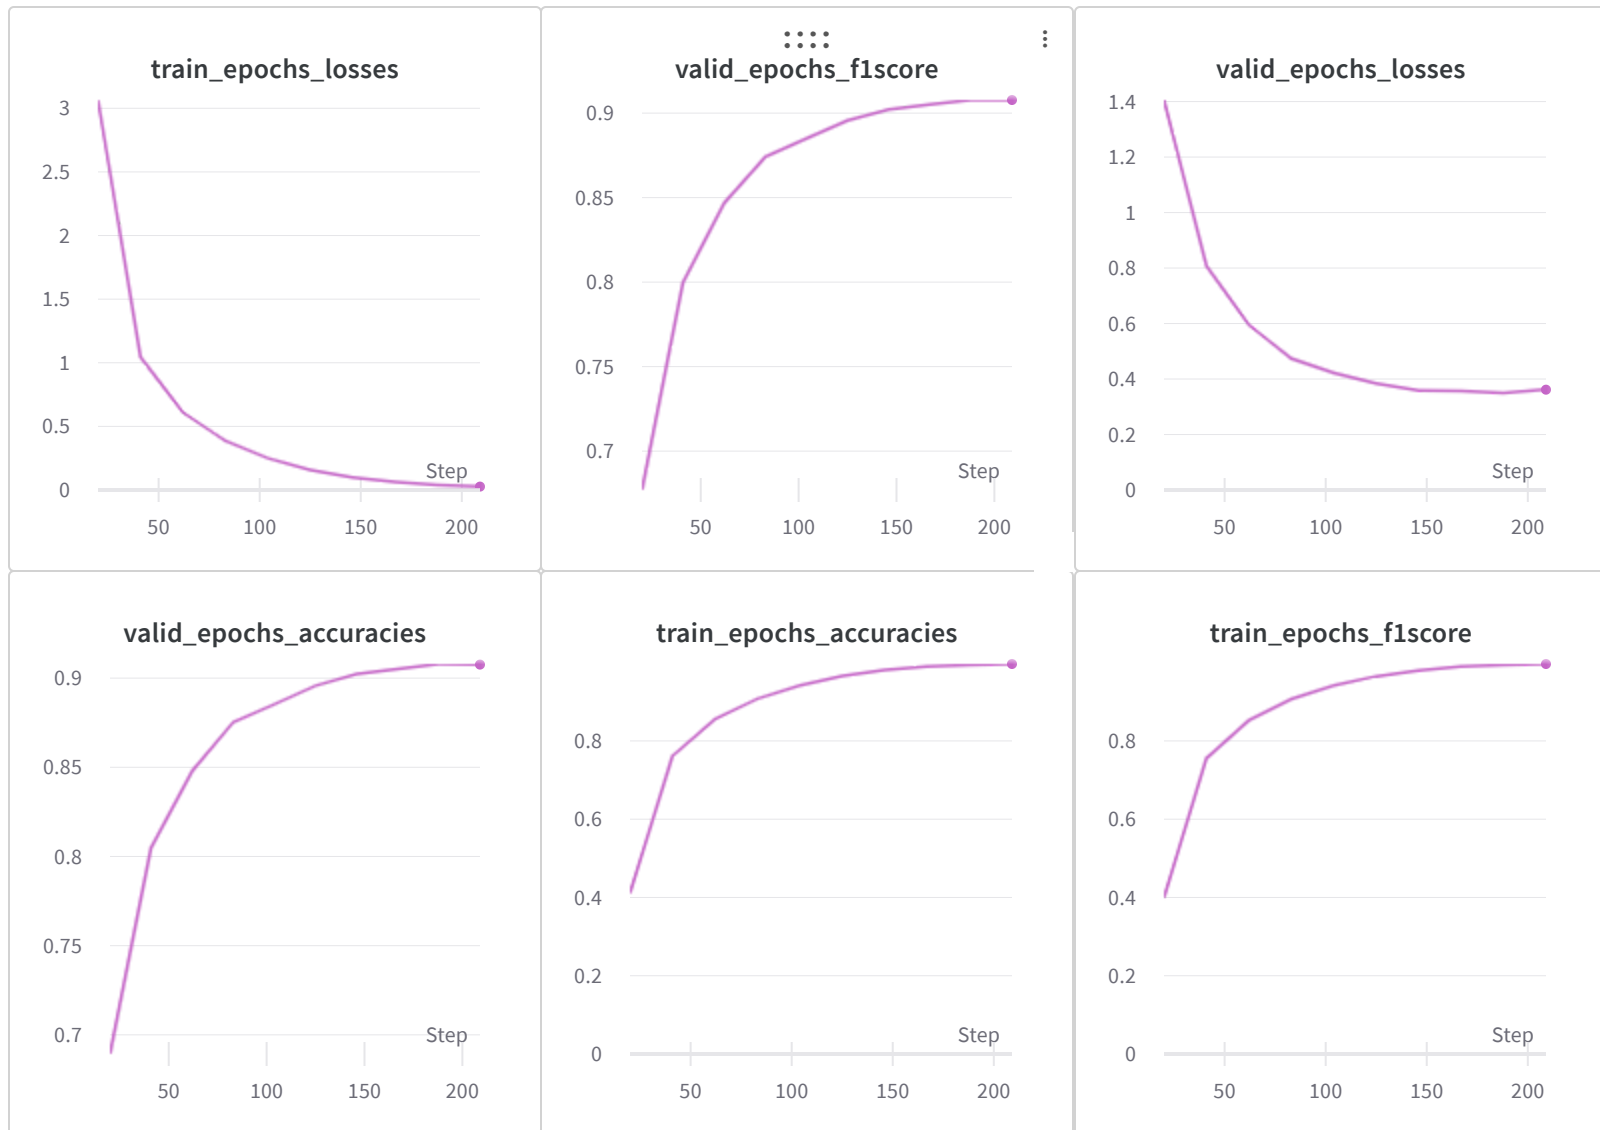 train_epochs_losses
3
2.5
2
1.5
1
0.5
0
Step
50 100 150 200
valid_epochs_f1score
0.9
0.85
0.8
0.75
0.7
Step
50 100 150 200
valid_epochs_losses
1.4
1.2
1
0.8
0.6
0.4
0.2
0
Step
50 100 150 200
valid_epochs_accuracies
0.9
0.85
0.8
0.75
0.7
Step
50 100 150 200
train_epochs_accuracies
0.8
0.6
0.4
0.2
0
Step
50 100 150 200
train_epochs_f1score
0.8
0.6
0.4
0.2
0
Step
50 100 150 200